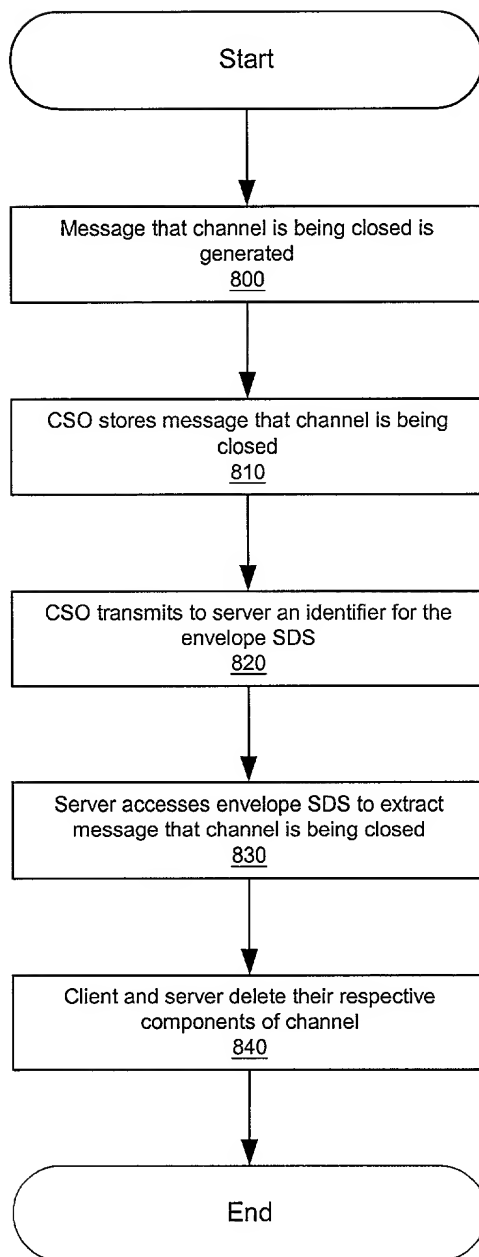 Start
Message that channel is being closed is
generated
800
CSO stores message that channel is being
closed
810
CSO transmits to server an identifier for the
envelope SDS
820
Server accesses envelope SDS to extract
message that channel is being closed
830
Client and server delete their respective
components of channel
840
End